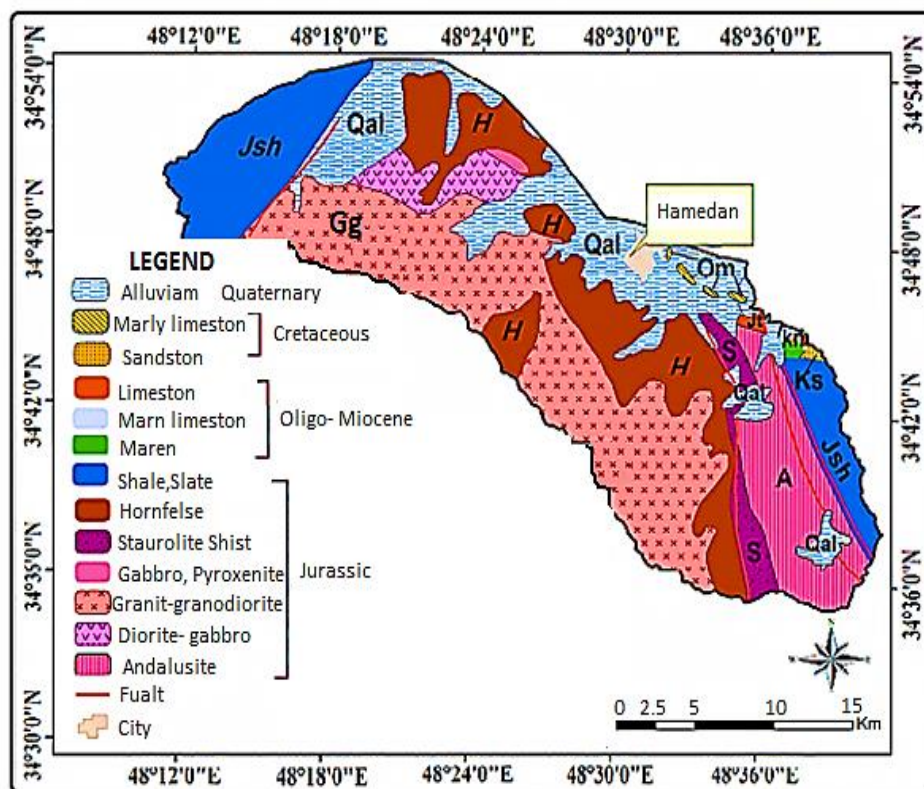 48°12'0"E 48°18'0"E 48°24'0"E 48°30'0"E 48°36'0"E
34°54'0"N
34°54'0"N
Jsh
Qal
H
34°48'0"N
Gg
H
Qal
Hamedan
34°48'0"N
Om
LEGEND
Alluviam Quaternary
Marly limeston
Cretaceous
Sandston
Limeston
Marn limeston
Oligo- Miocene
Maren
Shale,Slate
Hornfelse
Staurolite Shist
Jurassic
Gabbro, Pyroxenite
Granit-granodiorite
Diorite- gabbro
Andalusite
Fualt
City
H
H
S
Jt
km
Ks
Qal
34°42'0"N
34°42'0"N
A
Jsh
S
Qal
34°35'0"N
34°36'0"N
N
0 2.5 5 10 15
Km
34°30'0"N
48°12'0"E 48°18'0"E 48°24'0"E 48°30'0"E 48°36'0"E